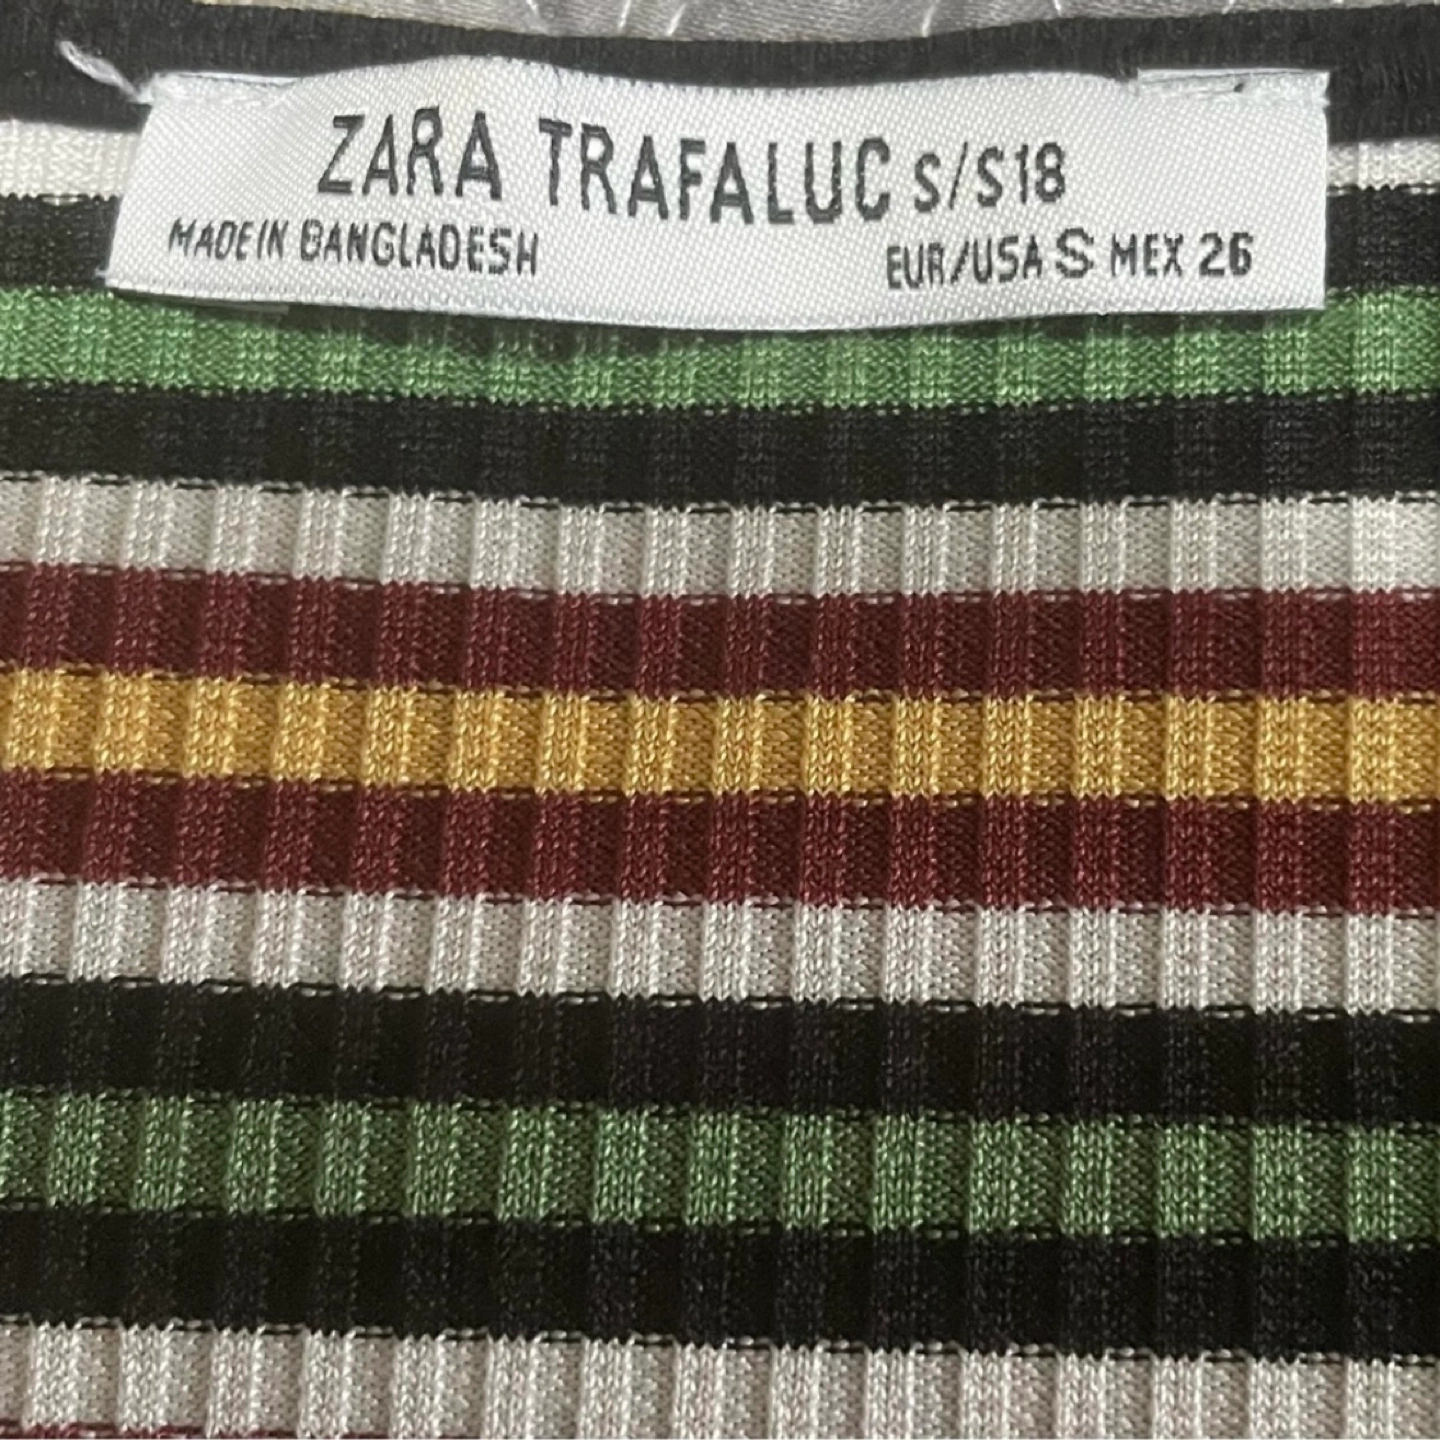 ZARA TRAFALUC S/S18
MADE IN BANGLADESH EUR/USA S MEX 26